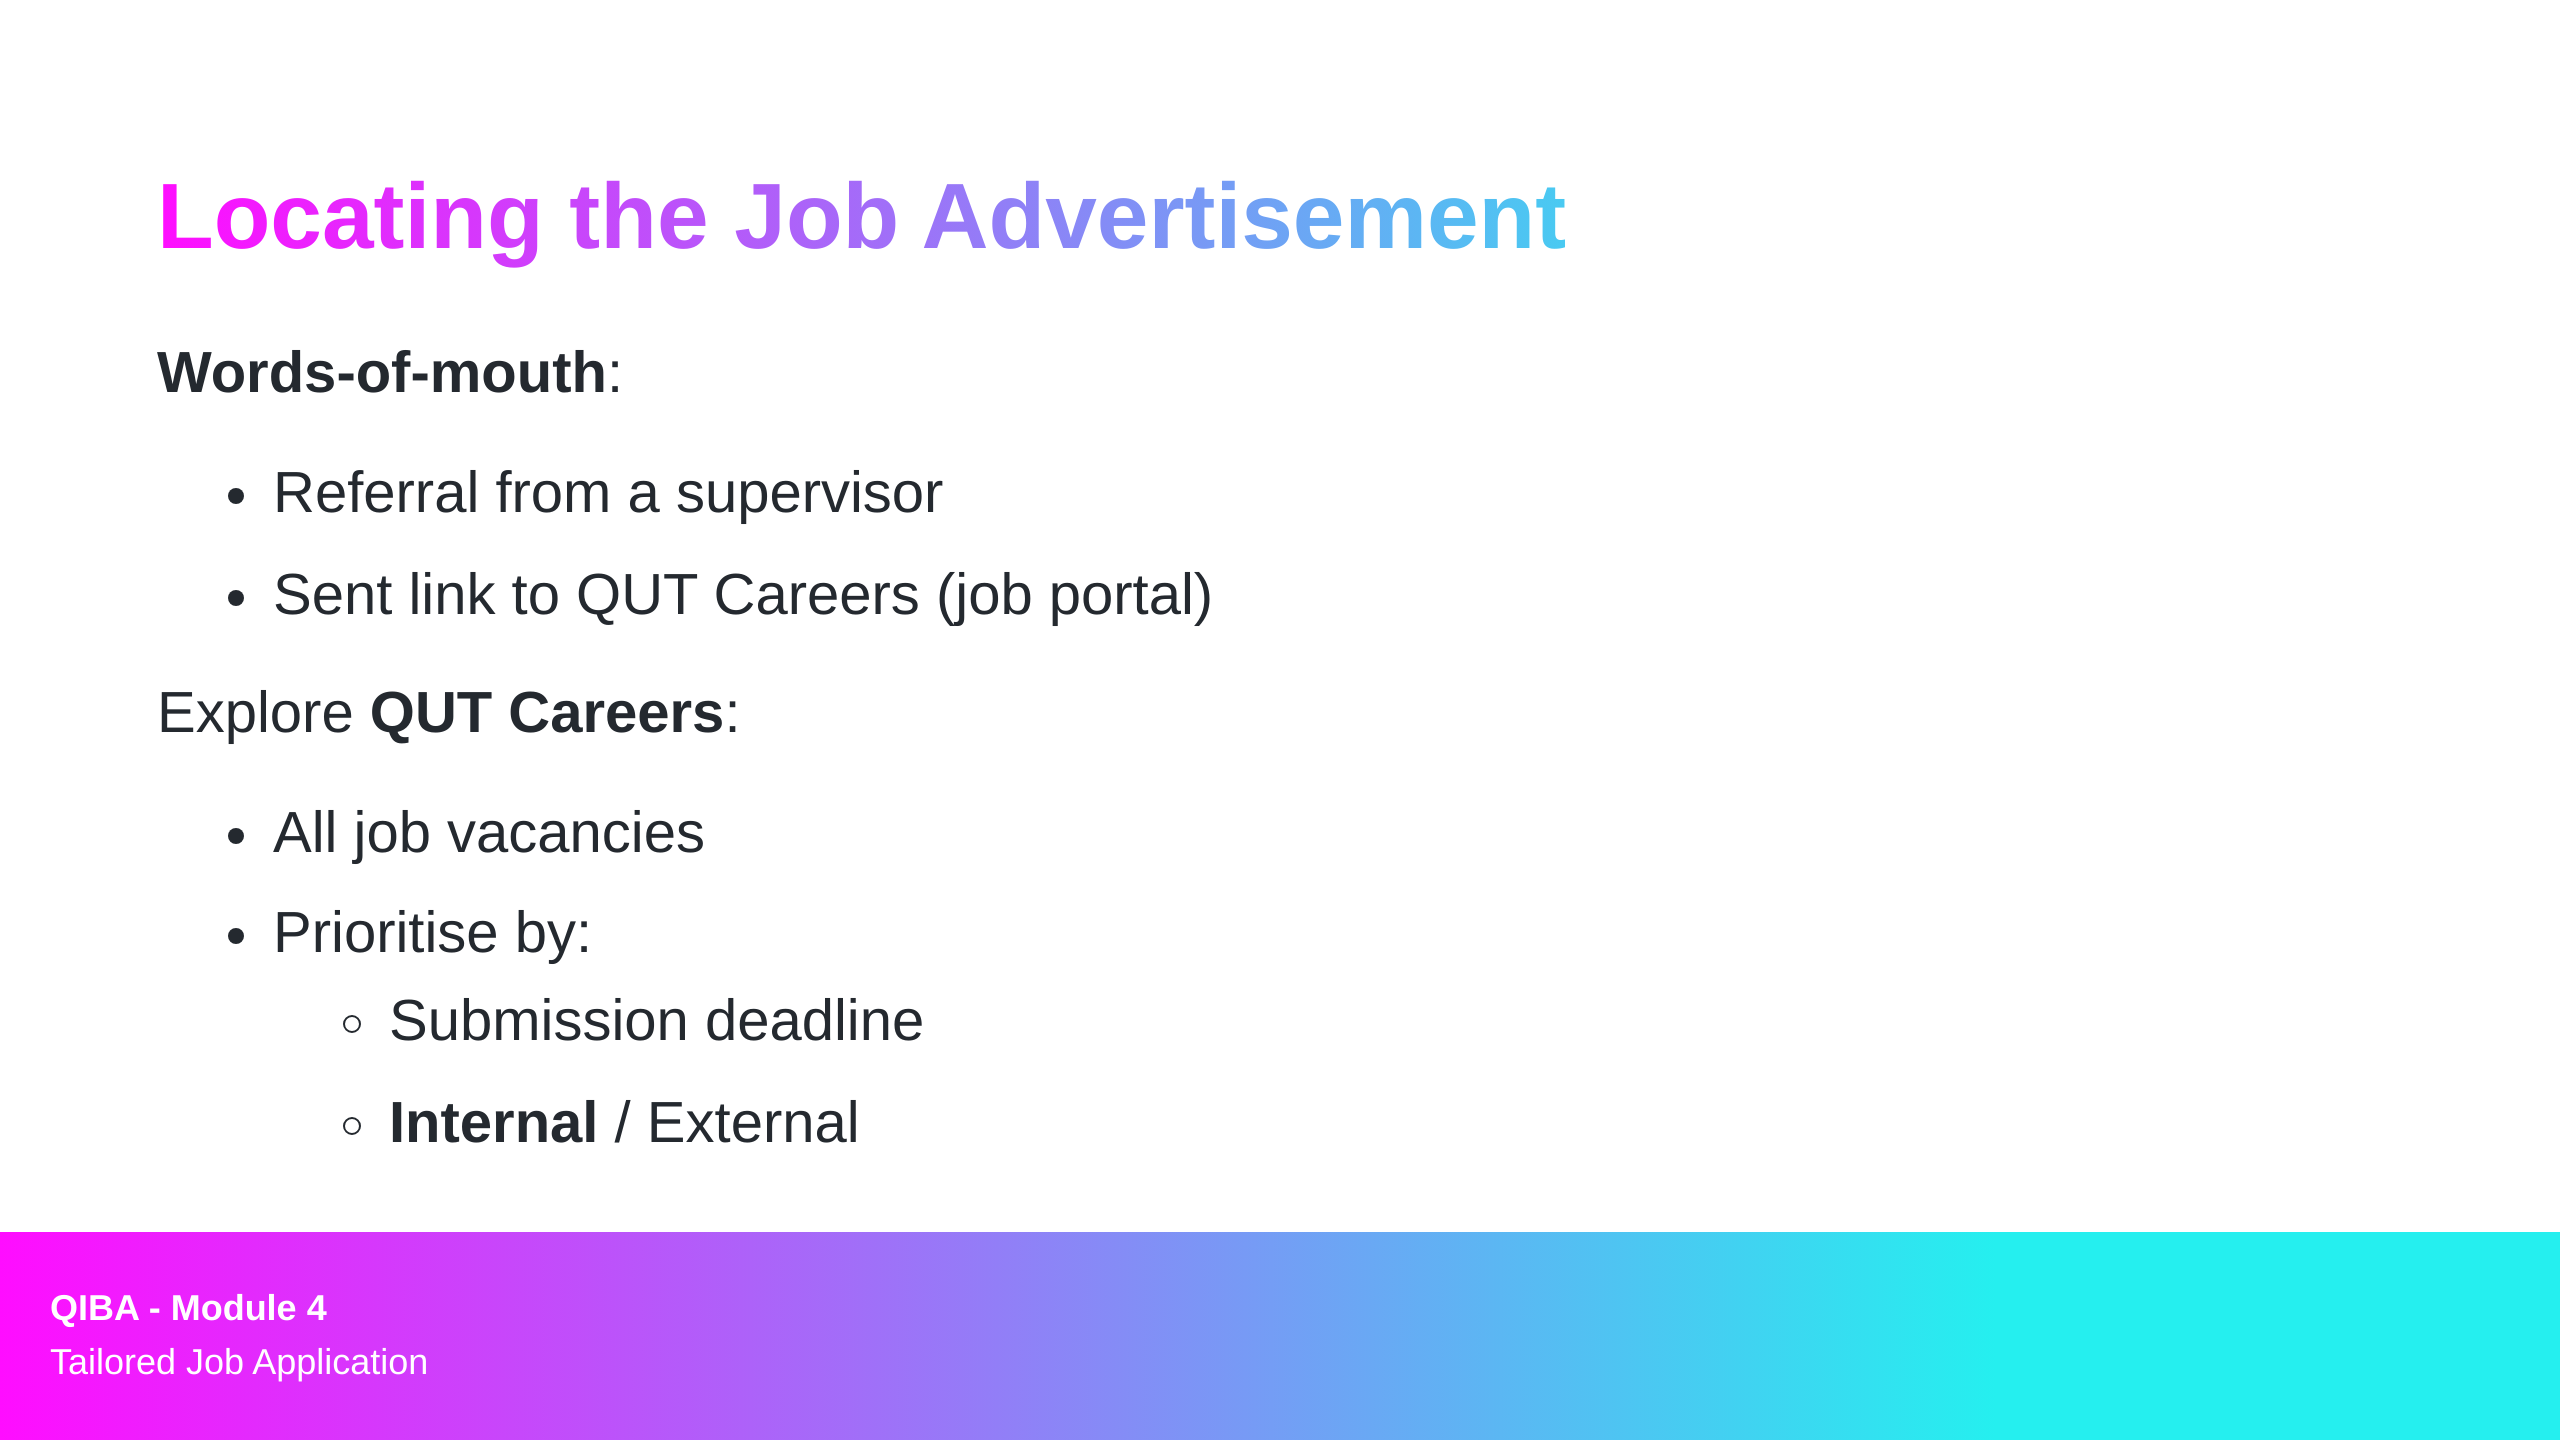 Locating the Job Advertisement
Words-of-mouth:
• Referral from a supervisor
• Sent link to QUT Careers (job portal)
Explore QUT Careers:
• All job vacancies
• Prioritise by:
◦ Submission deadline
◦ Internal / External
QIBA - Module 4
Tailored Job Application